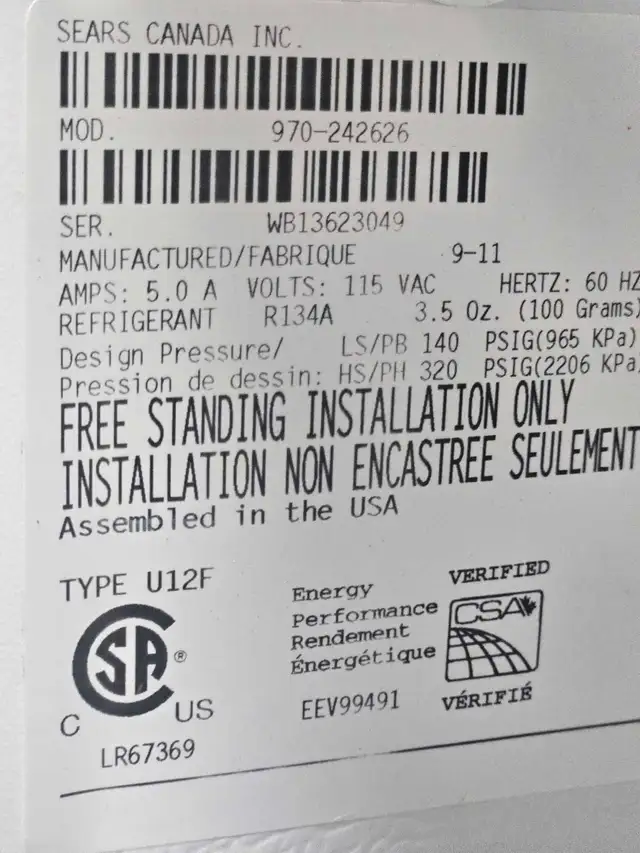 SEARS CANADA INC.
MOD. 970-242626
SER. WB13623049
MANUFACTURED/FABRIQUE 9-11
AMPS: 5.0 A VOLTS: 115 VAC HERTZ: 60 HZ
REFRIGERANT R134A 3.5 Oz. (100 Grams)
Design Pressure/ LS/PB 140 PSIG(965 KPa)
Pression de dessin: HS/PH 320 PSIG(2206 KPa
FREE STANDING INSTALLATION ONLY
INSTALLATION NON ENCASTREE SEULEMENT
Assembled in the USA
TYPE U12F
SA ®
C US
LR67369
Energy
Performance
Rendement
Énergétique
EEV99491
VERIFIED
CSA
VÉRIFIÉ